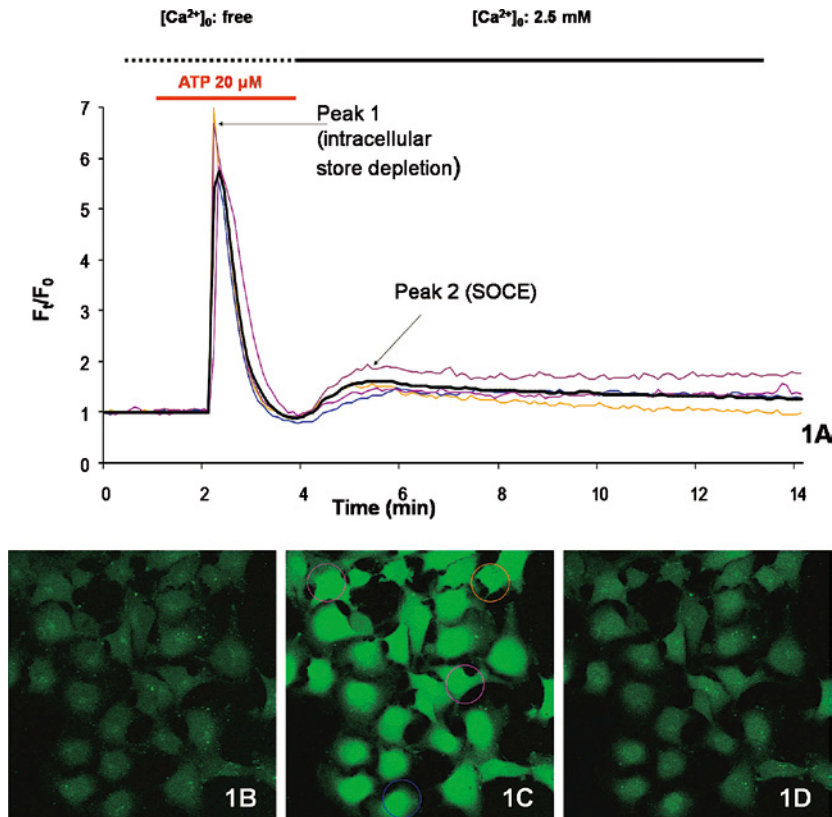 [Ca²⁺]₀: free [Ca²⁺]₀: 2.5 mM
ATP 20 µM
7
6
5
4
3
2
1
0
Fₜ/F₀
Peak 1
(intracellular
store depletion)
Peak 2 (SOCE)
1A
0 2 4 6 8 10 12 14
Time (min)
1B 1C 1D